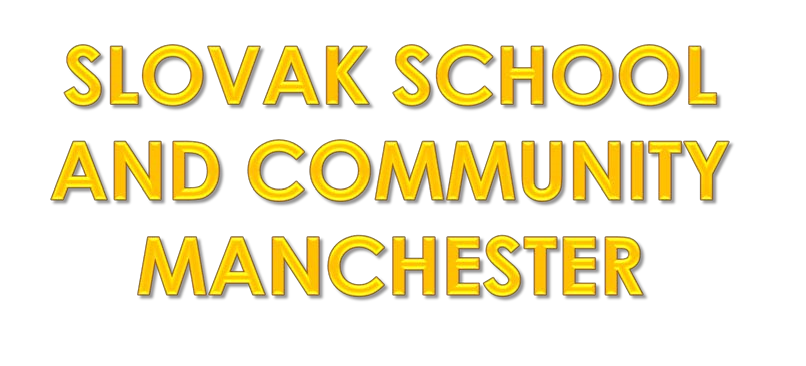 SLOVAK SCHOOL
AND COMMUNITY
MANCHESTER